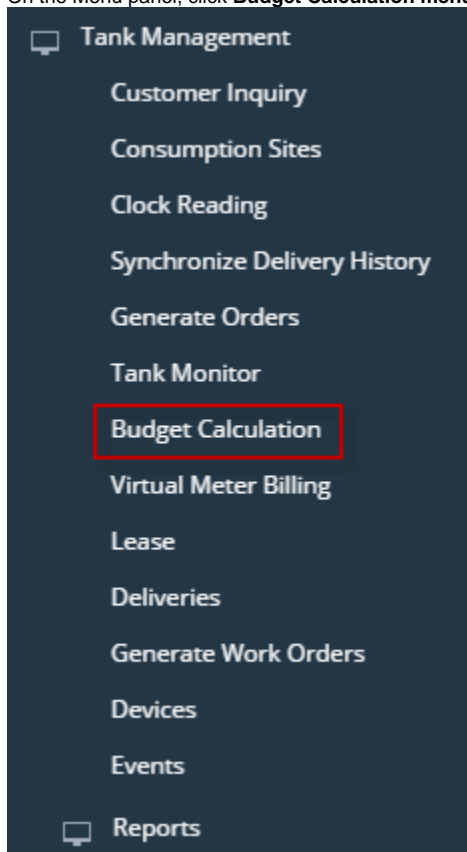 On the Menu panel, click Budget Calculation menu
Tank Management
Customer Inquiry
Consumption Sites
Clock Reading
Synchronize Delivery History
Generate Orders
Tank Monitor
Budget Calculation
Virtual Meter Billing
Lease
Deliveries
Generate Work Orders
Devices
Events
Reports